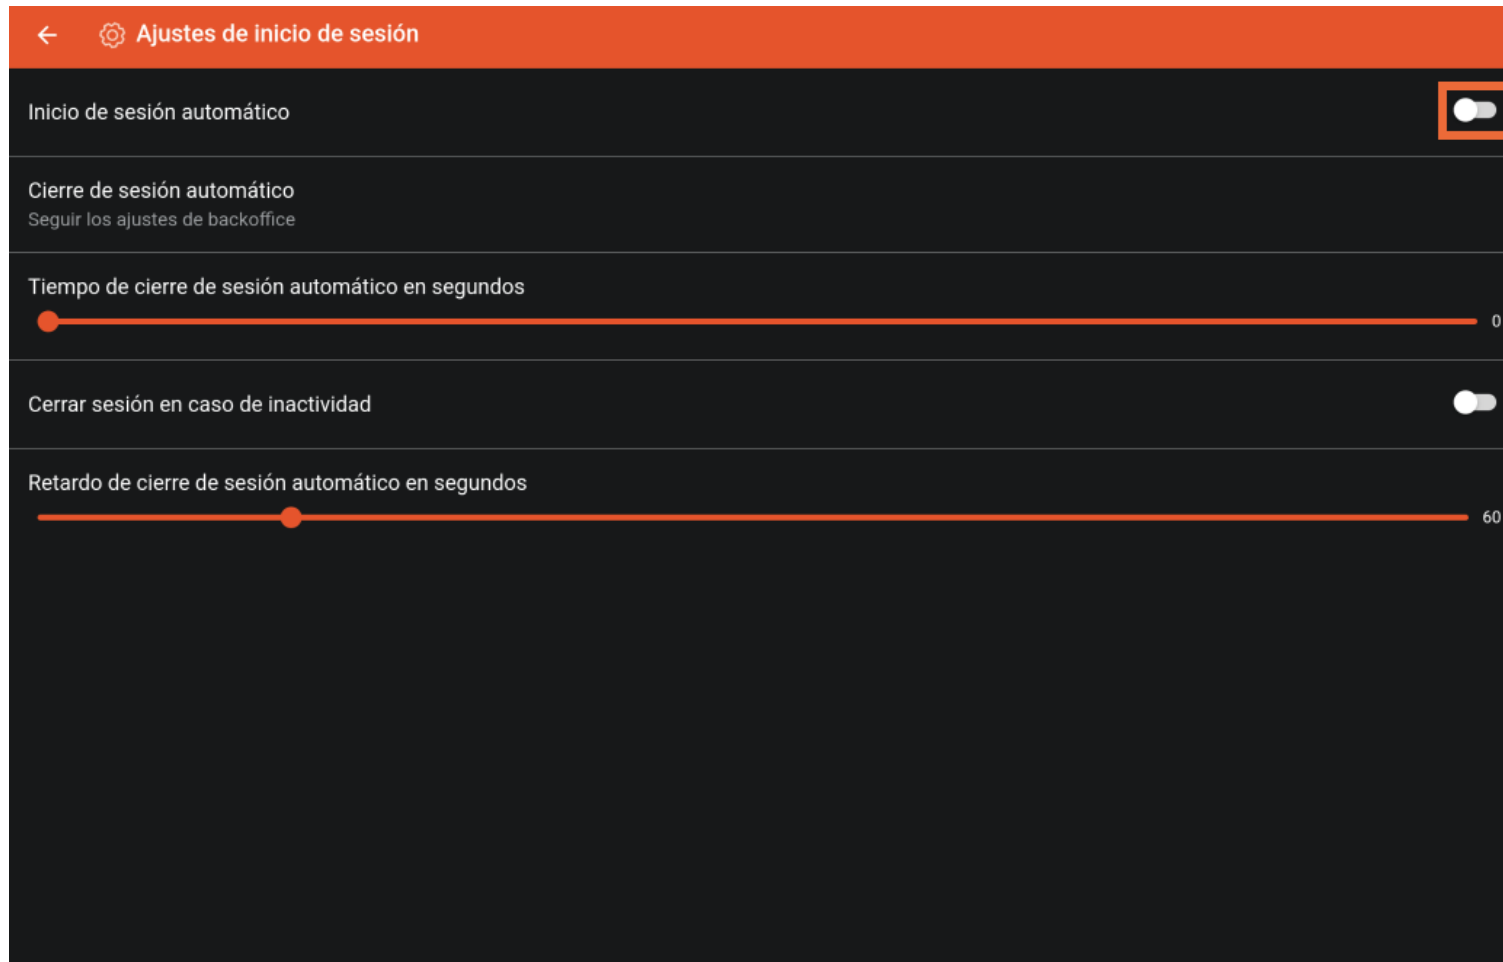 Ajustes de inicio de sesión
Inicio de sesión automático
Cierre de sesión automático
Seguir los ajustes de backoffice
Tiempo de cierre de sesión automático en segundos
0
Cerrar sesión en caso de inactividad
Retardo de cierre de sesión automático en segundos
60